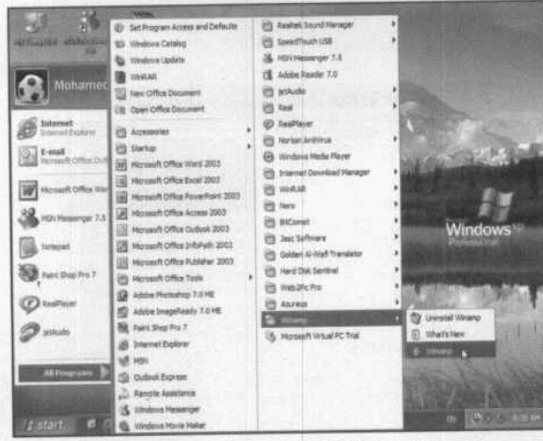 Mohamed
Internet
Internet Explorer
E-mail
Microsoft Office Outl
Microsoft Office Wor
MSN Messenger 7.5
Notepad
Paint Shop Pro 7
RealPlayer
jetAudio
All Programs
start
Set Program Access and Defaults
Windows Catalog
Windows Update
WinRAR
New Office Document
Open Office Document
Accessories
Startup
Microsoft Office Word 2003
Microsoft Office Excel 2003
Microsoft Office PowerPoint 2003
Microsoft Office Access 2003
Microsoft Office Outlook 2003
Microsoft Office InfoPath 2003
Microsoft Office Publisher 2003
Microsoft Office Tools
Adobe Photoshop 7.0 ME
Adobe ImageReady 7.0 ME
Paint Shop Pro 7
Internet Explorer
MSN
Outlook Express
Remote Assistance
Windows Messenger
Windows Movie Maker
Realtek Sound Manager
SpeedTouch USB
MSN Messenger 7.5
Adobe Reader 7.0
jetAudio
Real
RealPlayer
Norton AntiVirus
Windows Media Player
Internet Download Manager
WinRAR
Nero
BitComet
Jasc Software
Golden Al-Wafi Translator
Hard Disk Sentinel
Web2Pic Pro
Azureus
Winamp
Microsoft Virtual PC Trial
Uninstall Winamp
What's New
Winamp
Windows xp
Professional
EN